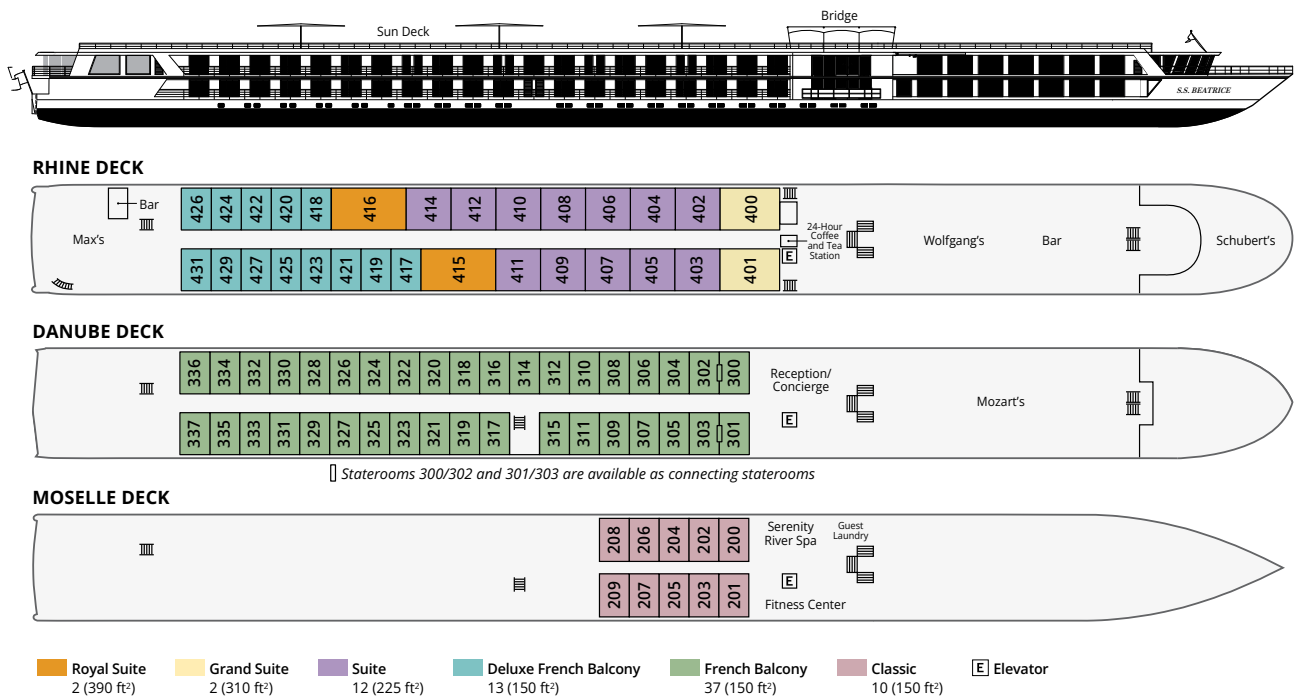 Bridge
Sun Deck
S.S. BEATRICE
RHINE DECK
426 424 422 420 418 416 414 412 410 408 406 404 402 400
Bar
Max's
24-Hour
Coffee
and Tea
Station
Wolfgang's
Bar
Schubert's
E
431 429 427 425 423 421 419 417 415 411 409 407 405 403 401
DANUBE DECK
336 334 332 330 328 326 324 322 320 318 316 314 312 310 308 306 304 302 300
Reception/
Concierge
Mozart's
E
337 335 333 331 329 327 325 323 321 319 317 315 311 309 307 305 303 301
Staterooms 300/302 and 301/303 are available as connecting staterooms
MOSELLE DECK
208 206 204 202 200
Serenity
River Spa
Guest
Laundry
E
209 207 205 203 201
Fitness Center
Royal Suite
2 (390 ft²)
Grand Suite
2 (310 ft²)
Suite
12 (225 ft²)
Deluxe French Balcony
13 (150 ft²)
French Balcony
37 (150 ft²)
Classic
10 (150 ft²)
E Elevator